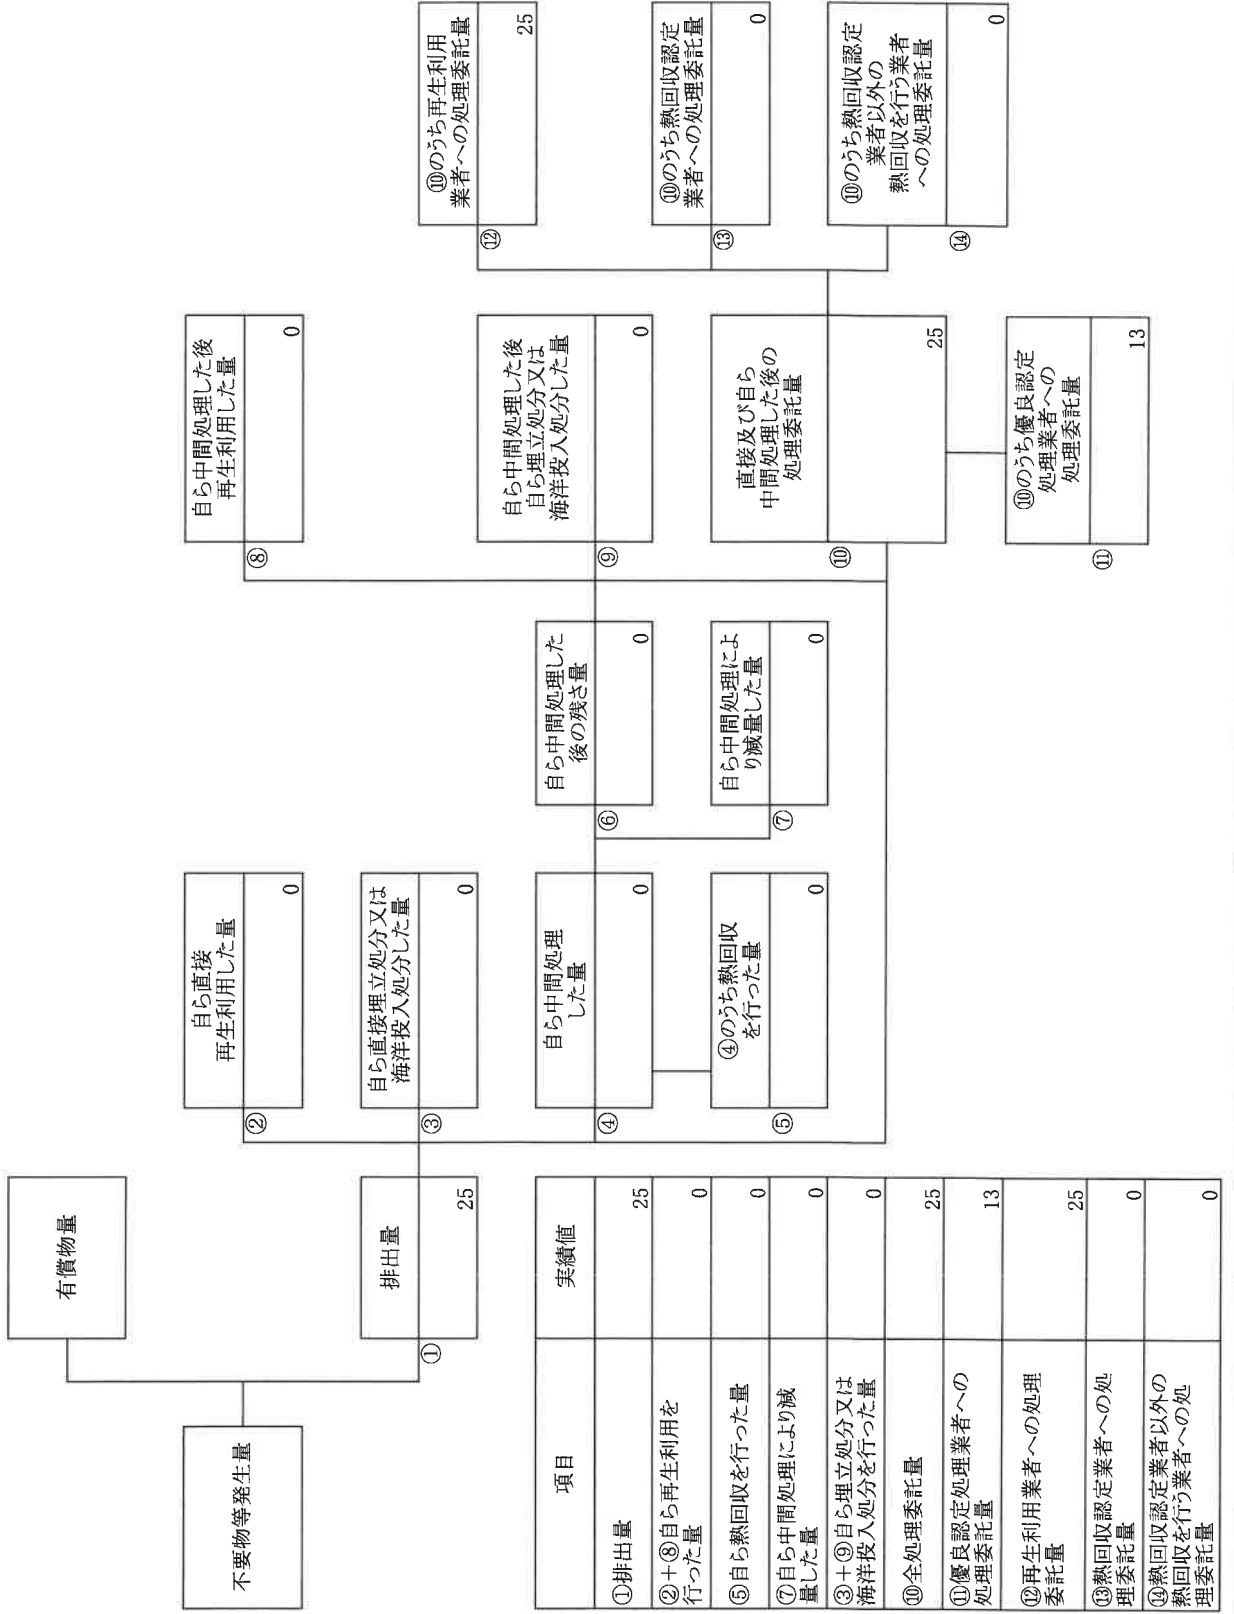 有償物量
不要物等発生量
①
排出量
25
②
自ら直接
再生利用した量
0
③
自ら直接埋立処分又は
海洋投入処分した量
0
④
自ら中間処理
した量
0
⑤
④のうち熱回収
を行った量
0
⑥
自ら中間処理した
後の残さ量
0
⑦
自ら中間処理によ
り減量した量
0
⑧
自ら中間処理した後
再生利用した量
0
⑨
自ら中間処理した後
自ら埋立処分又は
海洋投入処分した量
0
⑩
直接及び自ら
中間処理した後の
処理委託量
25
⑪
⑩のうち優良認定
処理業者への
処理委託量
13
⑫
⑩のうち再生利用
業者への処理委託量
25
⑬
⑩のうち熱回収認定
業者への処理委託量
0
⑭
⑩のうち熱回収認定
業者以外の
熱回収を行う業者
への処理委託量
0
項目 実績値
①排出量 25
②+⑧自ら再生利用を
行った量 0
⑤自ら熱回収を行った量 0
⑦自ら中間処理により減
量した量 0
③+⑨自ら埋立処分又は
海洋投入処分を行った量 0
⑩全処理委託量 25
⑪優良認定処理業者への
処理委託量 13
⑫再生利用業者への処理
委託量 25
⑬熱回収認定業者への処
理委託量 0
⑭熱回収認定業者以外の
熱回収を行う業者への処
理委託量 0